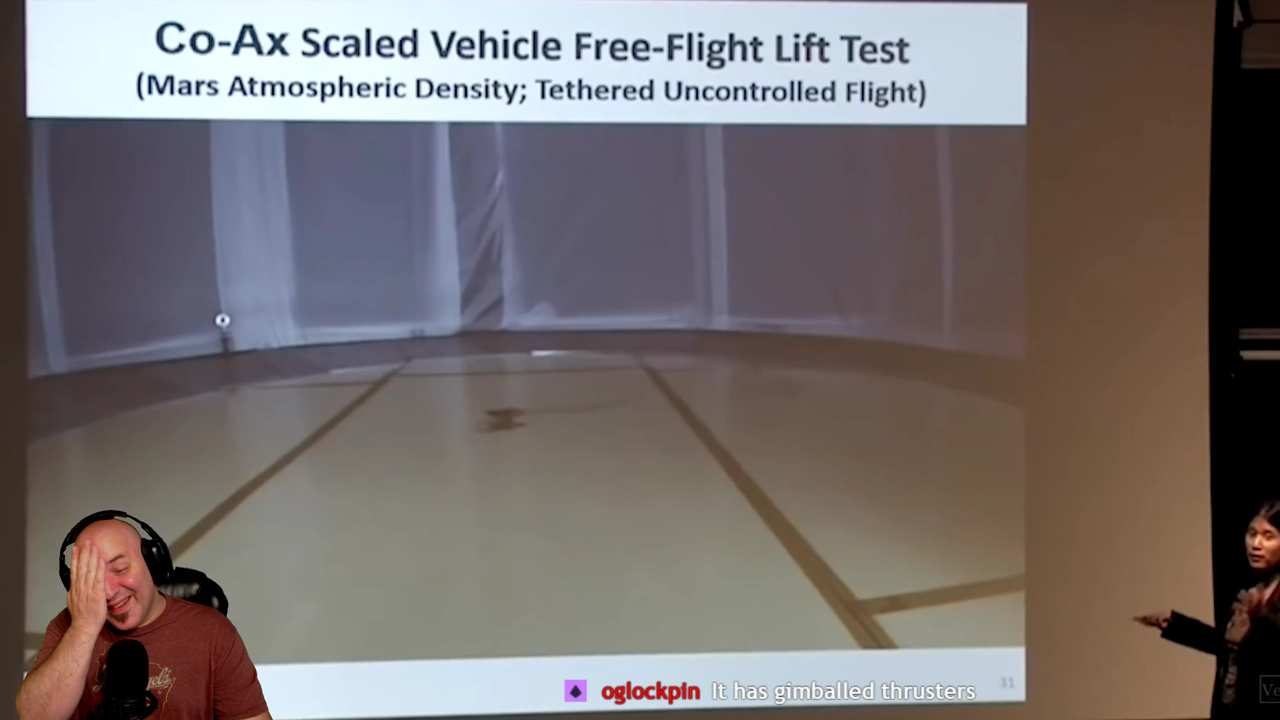 Co-Ax Scaled Vehicle Free-Flight Lift Test
(Mars Atmospheric Density; Tethered Uncontrolled Flight)
31
oglockpin It has gimballed thrusters